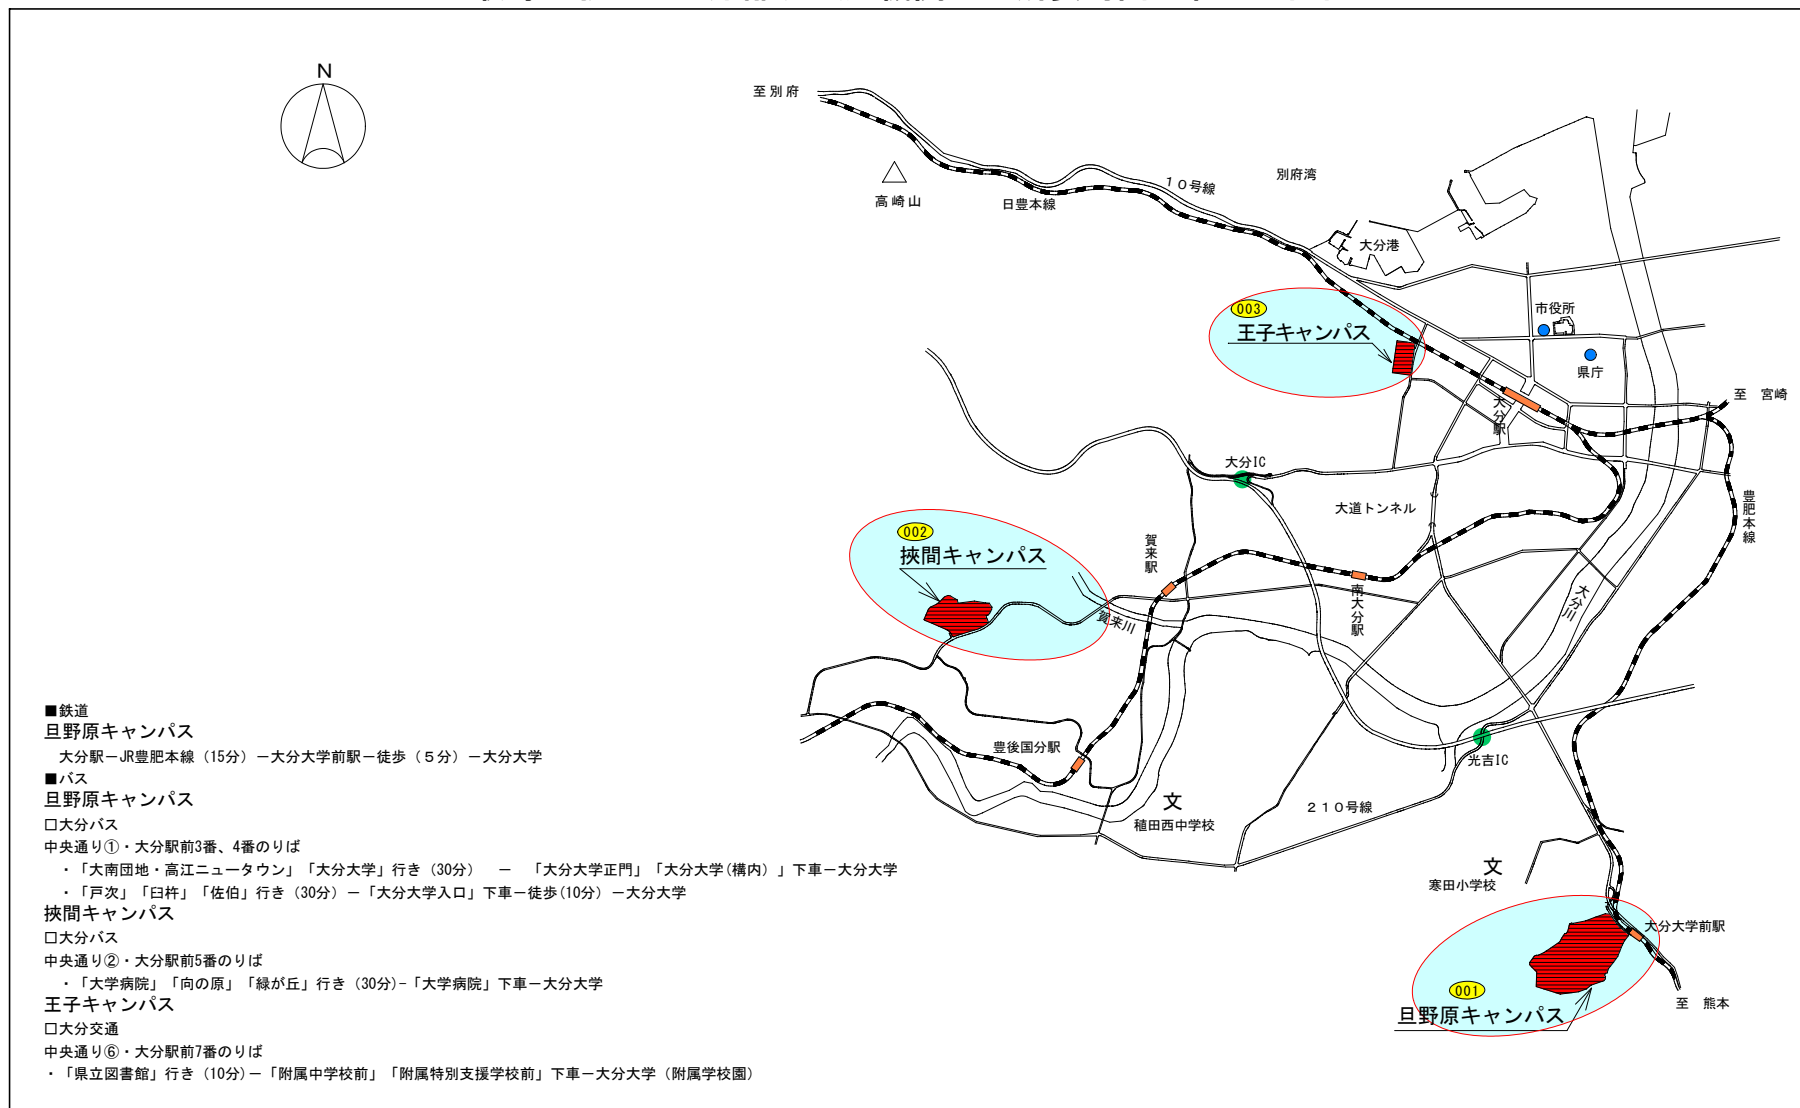 N
至別府
高崎山
日豊本線
10号線
別府湾
大分港
003
王子キャンパス
市役所
県庁
大分駅
至 宮崎
大分IC
大道トンネル
豊肥本線
002
挾間キャンパス
賀来駅
賀来川
南大分駅
大分川
豊後国分駅
光吉IC
210号線
文
稙田西中学校
文
寒田小学校
大分大学前駅
001
旦野原キャンパス
至 熊本
■鉄道
旦野原キャンパス
大分駅－JR豊肥本線（15分）－大分大学前駅－徒歩（５分）－大分大学
■バス
旦野原キャンパス
□大分バス
中央通り①・大分駅前3番、4番のりば
・「大南団地・高江ニュータウン」「大分大学」行き（30分） － 「大分大学正門」「大分大学(構内)」下車－大分大学
・「戸次」「臼杵」「佐伯」行き（30分）－「大分大学入口」下車－徒歩(10分）－大分大学
挾間キャンパス
□大分バス
中央通り②・大分駅前5番のりば
・「大学病院」「向の原」「緑が丘」行き（30分)-「大学病院」下車－大分大学
王子キャンパス
□大分交通
中央通り⑥・大分駅前7番のりば
・「県立図書館」行き（10分)－「附属中学校前」「附属特別支援学校前」下車－大分大学（附属学校園）